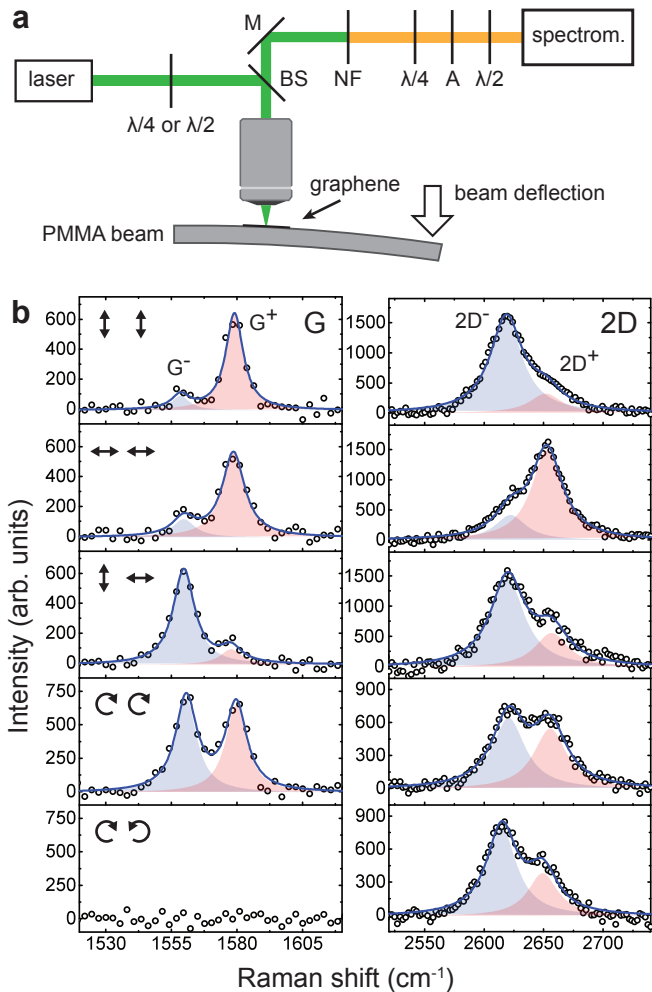 a
M
laser
BS
NF
λ/4
A
λ/2
spectrom.
λ/4 or λ/2
graphene
beam deflection
PMMA beam
b
G
G⁺
G⁻
600
400
200
0
2D
2D⁻
2D⁺
1500
1000
500
0
600
400
200
0
1500
1000
500
0
600
400
200
0
1500
1000
500
0
750
500
250
0
900
600
300
0
750
500
250
0
900
600
300
0
1530 1555 1580 1605
2550 2600 2650 2700
Intensity (arb. units)
Raman shift (cm⁻¹)